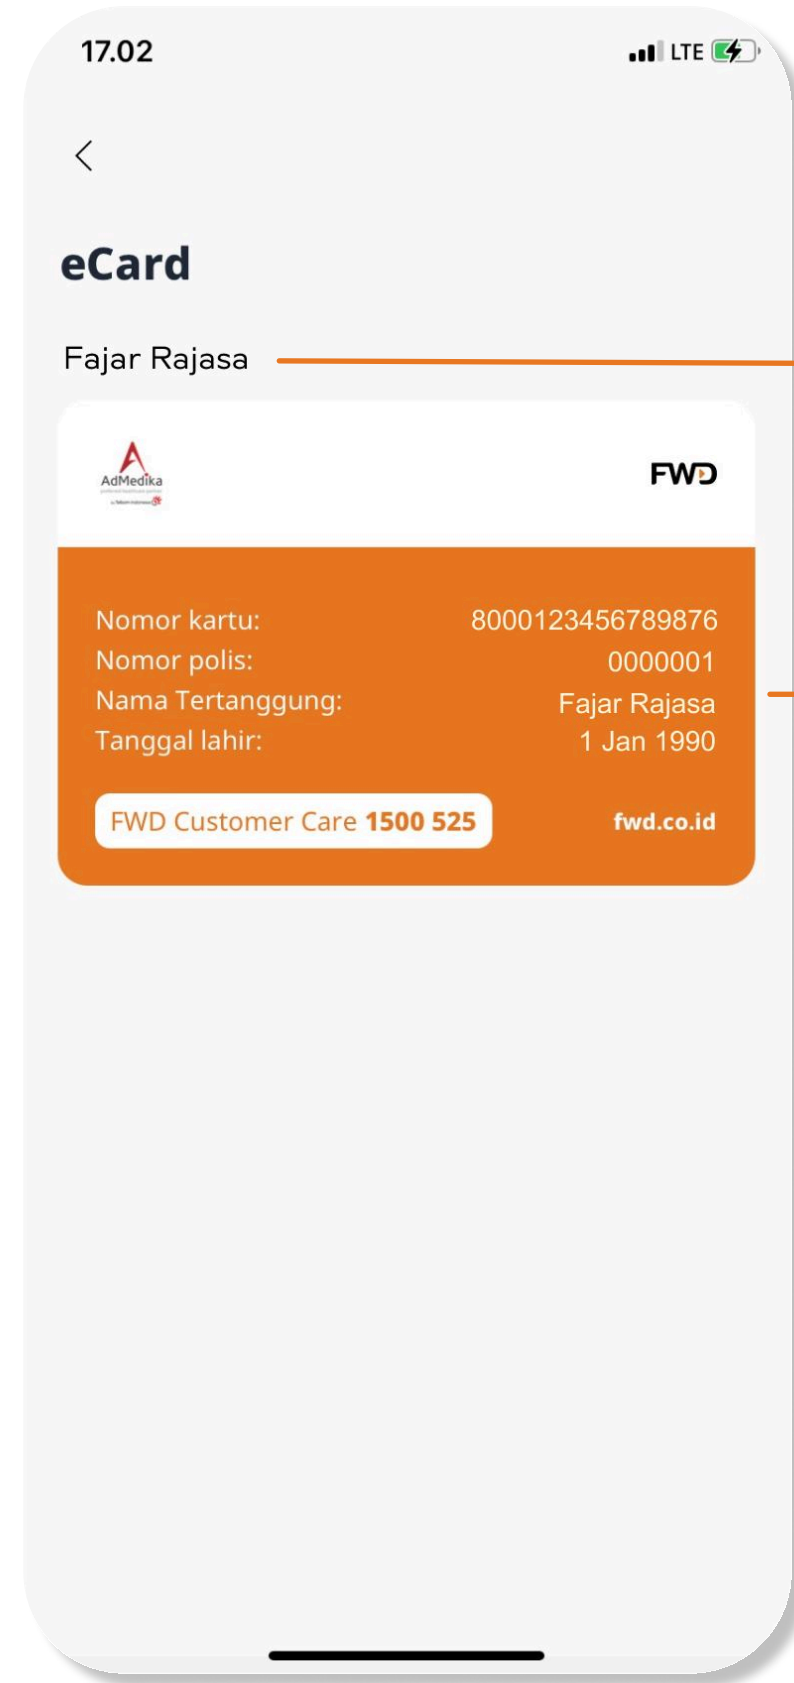 17.02
LTE
eCard
Fajar Rajasa
AdMedika
FWD
Nomor kartu: 8000123456789876
Nomor polis: 0000001
Nama Tertanggung: Fajar Rajasa
Tanggal lahir: 1 Jan 1990
FWD Customer Care 1500 525
fwd.co.id